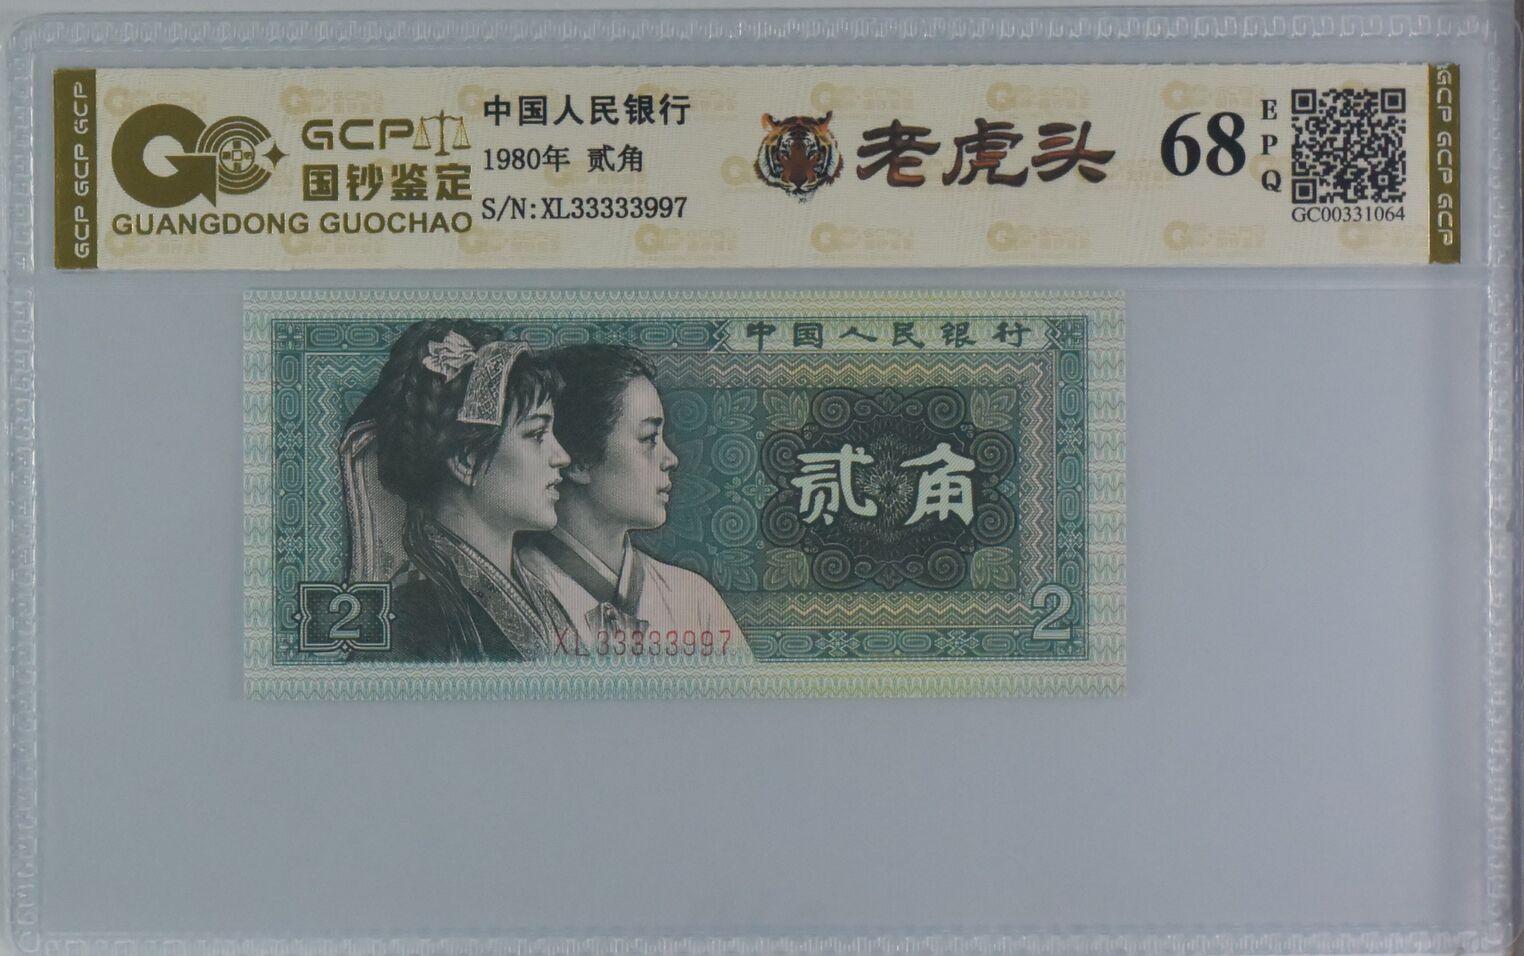 GCP GCP GCP
GCP
国钞鉴定
GUANGDONG GUOCHAO
中国人民银行
1980年 贰角
S/N:XL33333997
老虎头
68
EPQ
GC00331064
GCP GCP GCP
中国人民银行
贰角
2
XL33333997
2